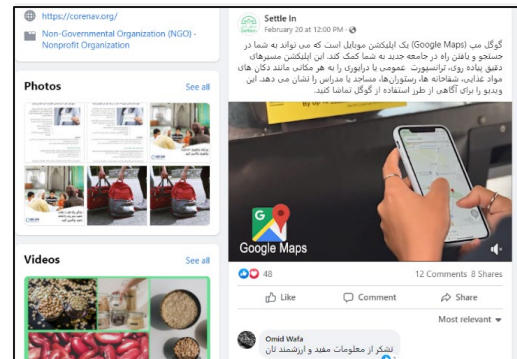 https://corenav.org/
Non-Governmental Organization (NGO) ·
Nonprofit Organization
Photos
See all
Videos
See all
Settle In
February 20 at 12:00 PM ·
گوگل مپ (Google Maps) یک اپلیکشن موبایل است که می تواند به شما در
جستجو و یافتن راه در جامعه جدید به شما کمک کند. این اپلیکشن مسیرهای
دقیق پیاده روی، ترانسپورت عمومی یا درایوری را به هر مکانی مانند دکان های
مواد غذایی، شفاخانه ها، رستوران‌ها، مساجد یا مدارس را نشان می دهد. این
ویدیو را برای آگاهی از طرز استفاده از گوگل تماشا کنید.
Google Maps
48
12 Comments 8 Shares
Like
Comment
Share
Most relevant
Omid Wafa
تشکر از معلومات مفید و ارزشمند تان